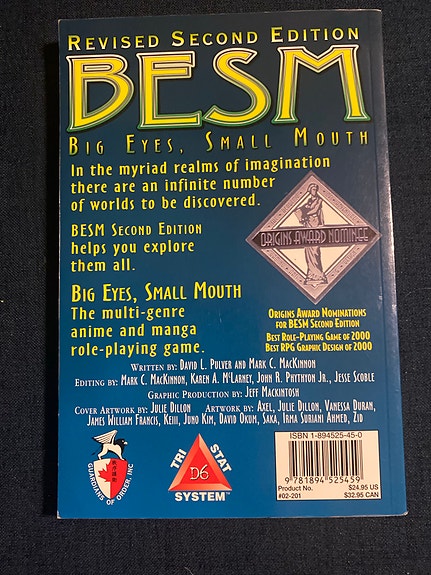 REVISED SECOND EDITION
BESM
BIG EYES, SMALL MOUTH
In the myriad realms of imagination
there are an infinite number
of worlds to be discovered.
BESM SECOND EDITION
helps you explore
them all.
ORIGINS AWARD NOMINEE
BIG EYES, SMALL MOUTH
The multi-genre
anime and manga
role-playing game.
ORIGINS AWARD NOMINATIONS
FOR BESM SECOND EDITION
BEST ROLE-PLAYING GAME OF 2000
BEST RPG GRAPHIC DESIGN OF 2000
WRITTEN BY: DAVID L. PULVER AND MARK C. MACKINNON
EDITING BY: MARK C. MACKINNON, KAREN A. MCLARNEY, JOHN R. PHYTHYON JR., JESSE SCOBLE
GRAPHIC PRODUCTION BY: JEFF MACKINTOSH
COVER ARTWORK BY: JULIE DILLON ARTWORK BY: AXEL, JULIE DILLON, VANESSA DURAN,
JAMES WILLIAM FRANCIS, KEIII, JUNO KIM, DAVID OKUM, SAKA, IRMA SURIANI AHMED, ZID
GUARDIANS OF ORDER, INC
TRI STAT
D6
SYSTEM™
ISBN 1-894525-45-0
9 781894 525459
Product No. $24.95 US
#02-201 $32.95 CAN